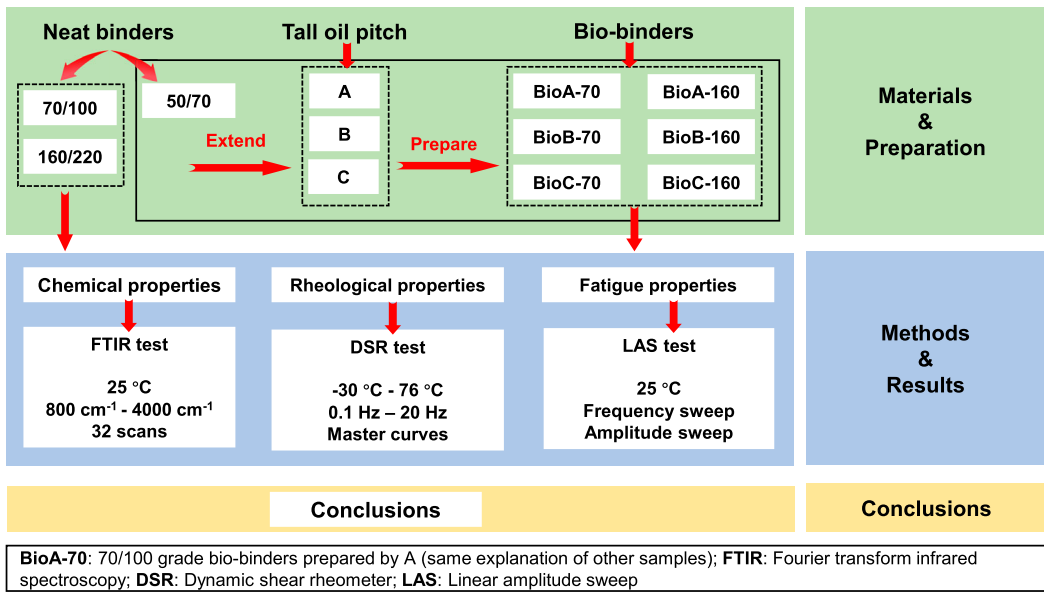 Neat binders
Tall oil pitch
Bio-binders
70/100
160/220
50/70
Extend
A
B
C
Prepare
BioA-70
BioA-160
BioB-70
BioB-160
BioC-70
BioC-160
Materials
&
Preparation
Chemical properties
FTIR test
25 °C
800 cm⁻¹ - 4000 cm⁻¹
32 scans
Rheological properties
DSR test
-30 °C - 76 °C
0.1 Hz – 20 Hz
Master curves
Fatigue properties
LAS test
25 °C
Frequency sweep
Amplitude sweep
Methods
&
Results
Conclusions
Conclusions
BioA-70: 70/100 grade bio-binders prepared by A (same explanation of other samples); FTIR: Fourier transform infrared
spectroscopy; DSR: Dynamic shear rheometer; LAS: Linear amplitude sweep